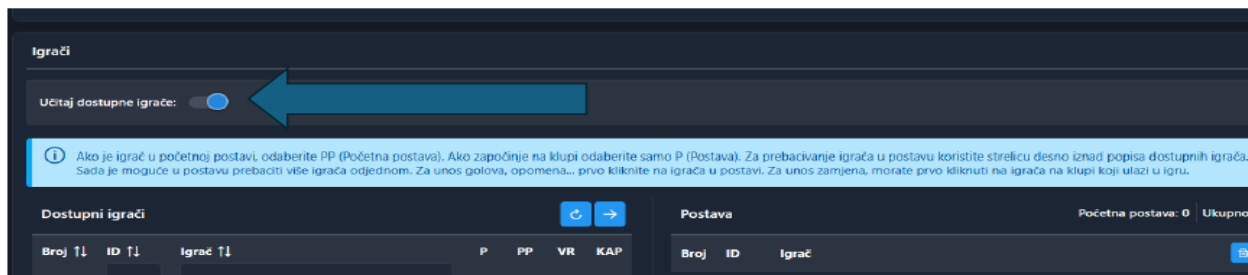 Igrači
Učitaj dostupne igrače:
Ako je igrač u početnoj postavi, odaberite PP (Početna postava). Ako započinje na klupi odaberite samo P (Postava). Za prebacivanje igrača u postavu koristite strelicu desno iznad popisa dostupnih igrača.
Sada je moguće u postavu prebaciti više igrača odjednom. Za unos golova, opomena... prvo kliknite na igrača u postavi. Za unos zamjena, morate prvo kliknuti na igrača na klupi koji ulazi u igru.
Dostupni igrači
Broj ID Igrač P PP VR KAP
Postava Početna postava: 0 Ukupno
Broj ID Igrač